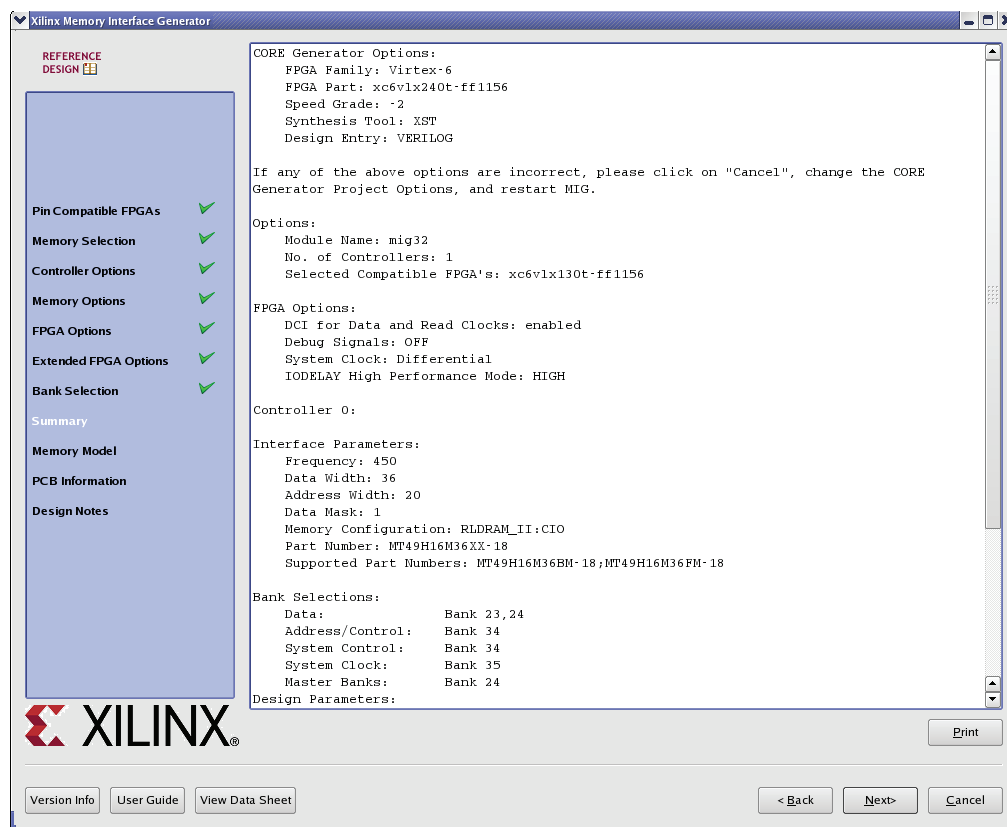 Xilinx Memory Interface Generator
REFERENCE
DESIGN
Pin Compatible FPGAs
Memory Selection
Controller Options
Memory Options
FPGA Options
Extended FPGA Options
Bank Selection
Summary
Memory Model
PCB Information
Design Notes
CORE Generator Options:
FPGA Family: Virtex-6
FPGA Part: xc6vlx240t-ff1156
Speed Grade: -2
Synthesis Tool: XST
Design Entry: VERILOG
If any of the above options are incorrect, please click on "Cancel", change the CORE
Generator Project Options, and restart MIG.
Options:
Module Name: mig32
No. of Controllers: 1
Selected Compatible FPGA's: xc6vlx130t-ff1156
FPGA Options:
DCI for Data and Read Clocks: enabled
Debug Signals: OFF
System Clock: Differential
IODELAY High Performance Mode: HIGH
Controller 0:
Interface Parameters:
Frequency: 450
Data Width: 36
Address Width: 20
Data Mask: 1
Memory Configuration: RLDRAM_II:CIO
Part Number: MT49H16M36XX-18
Supported Part Numbers: MT49H16M36BM-18;MT49H16M36FM-18
Bank Selections:
Data: Bank 23,24
Address/Control: Bank 34
System Control: Bank 34
System Clock: Bank 35
Master Banks: Bank 24
Design Parameters:
XILINX®
Print
Version Info
User Guide
View Data Sheet
< Back
Next>
Cancel